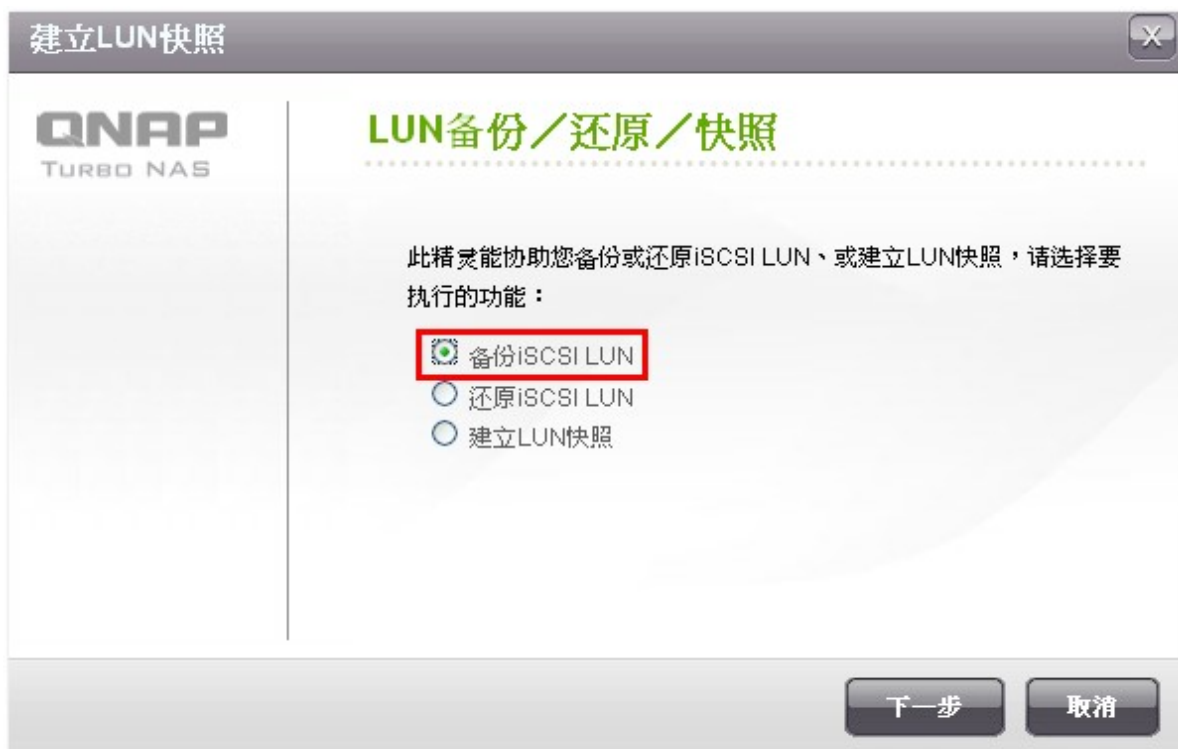 建立LUN快照
X
QNAP
TURBO NAS
LUN备份／还原／快照
此精灵能协助您备份或还原iSCSI LUN、或建立LUN快照，请选择要
执行的功能：
备份iSCSI LUN
还原iSCSI LUN
建立LUN快照
下一步
取消